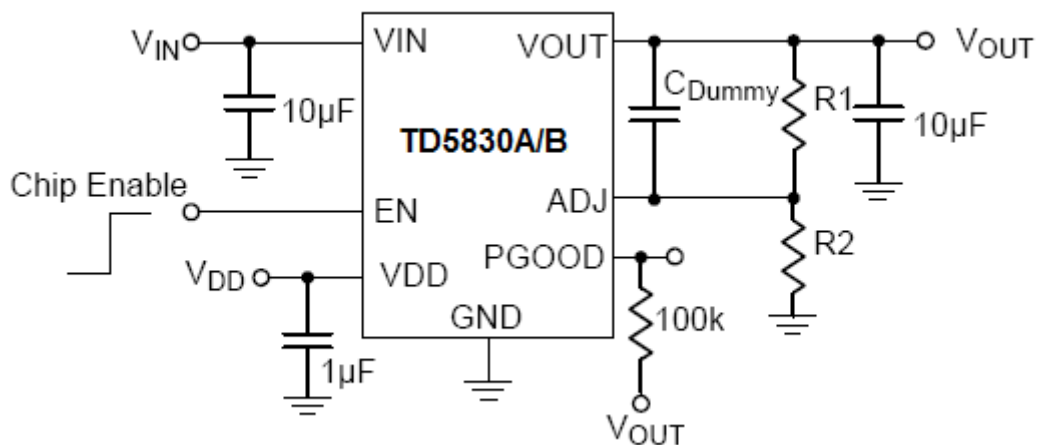 VIN
VIN
VOUT
VOUT
CDummy
R1
10µF
10µF
TD5830A/B
Chip Enable
EN
ADJ
PGOOD
R2
VDD
VDD
GND
100k
1µF
VOUT